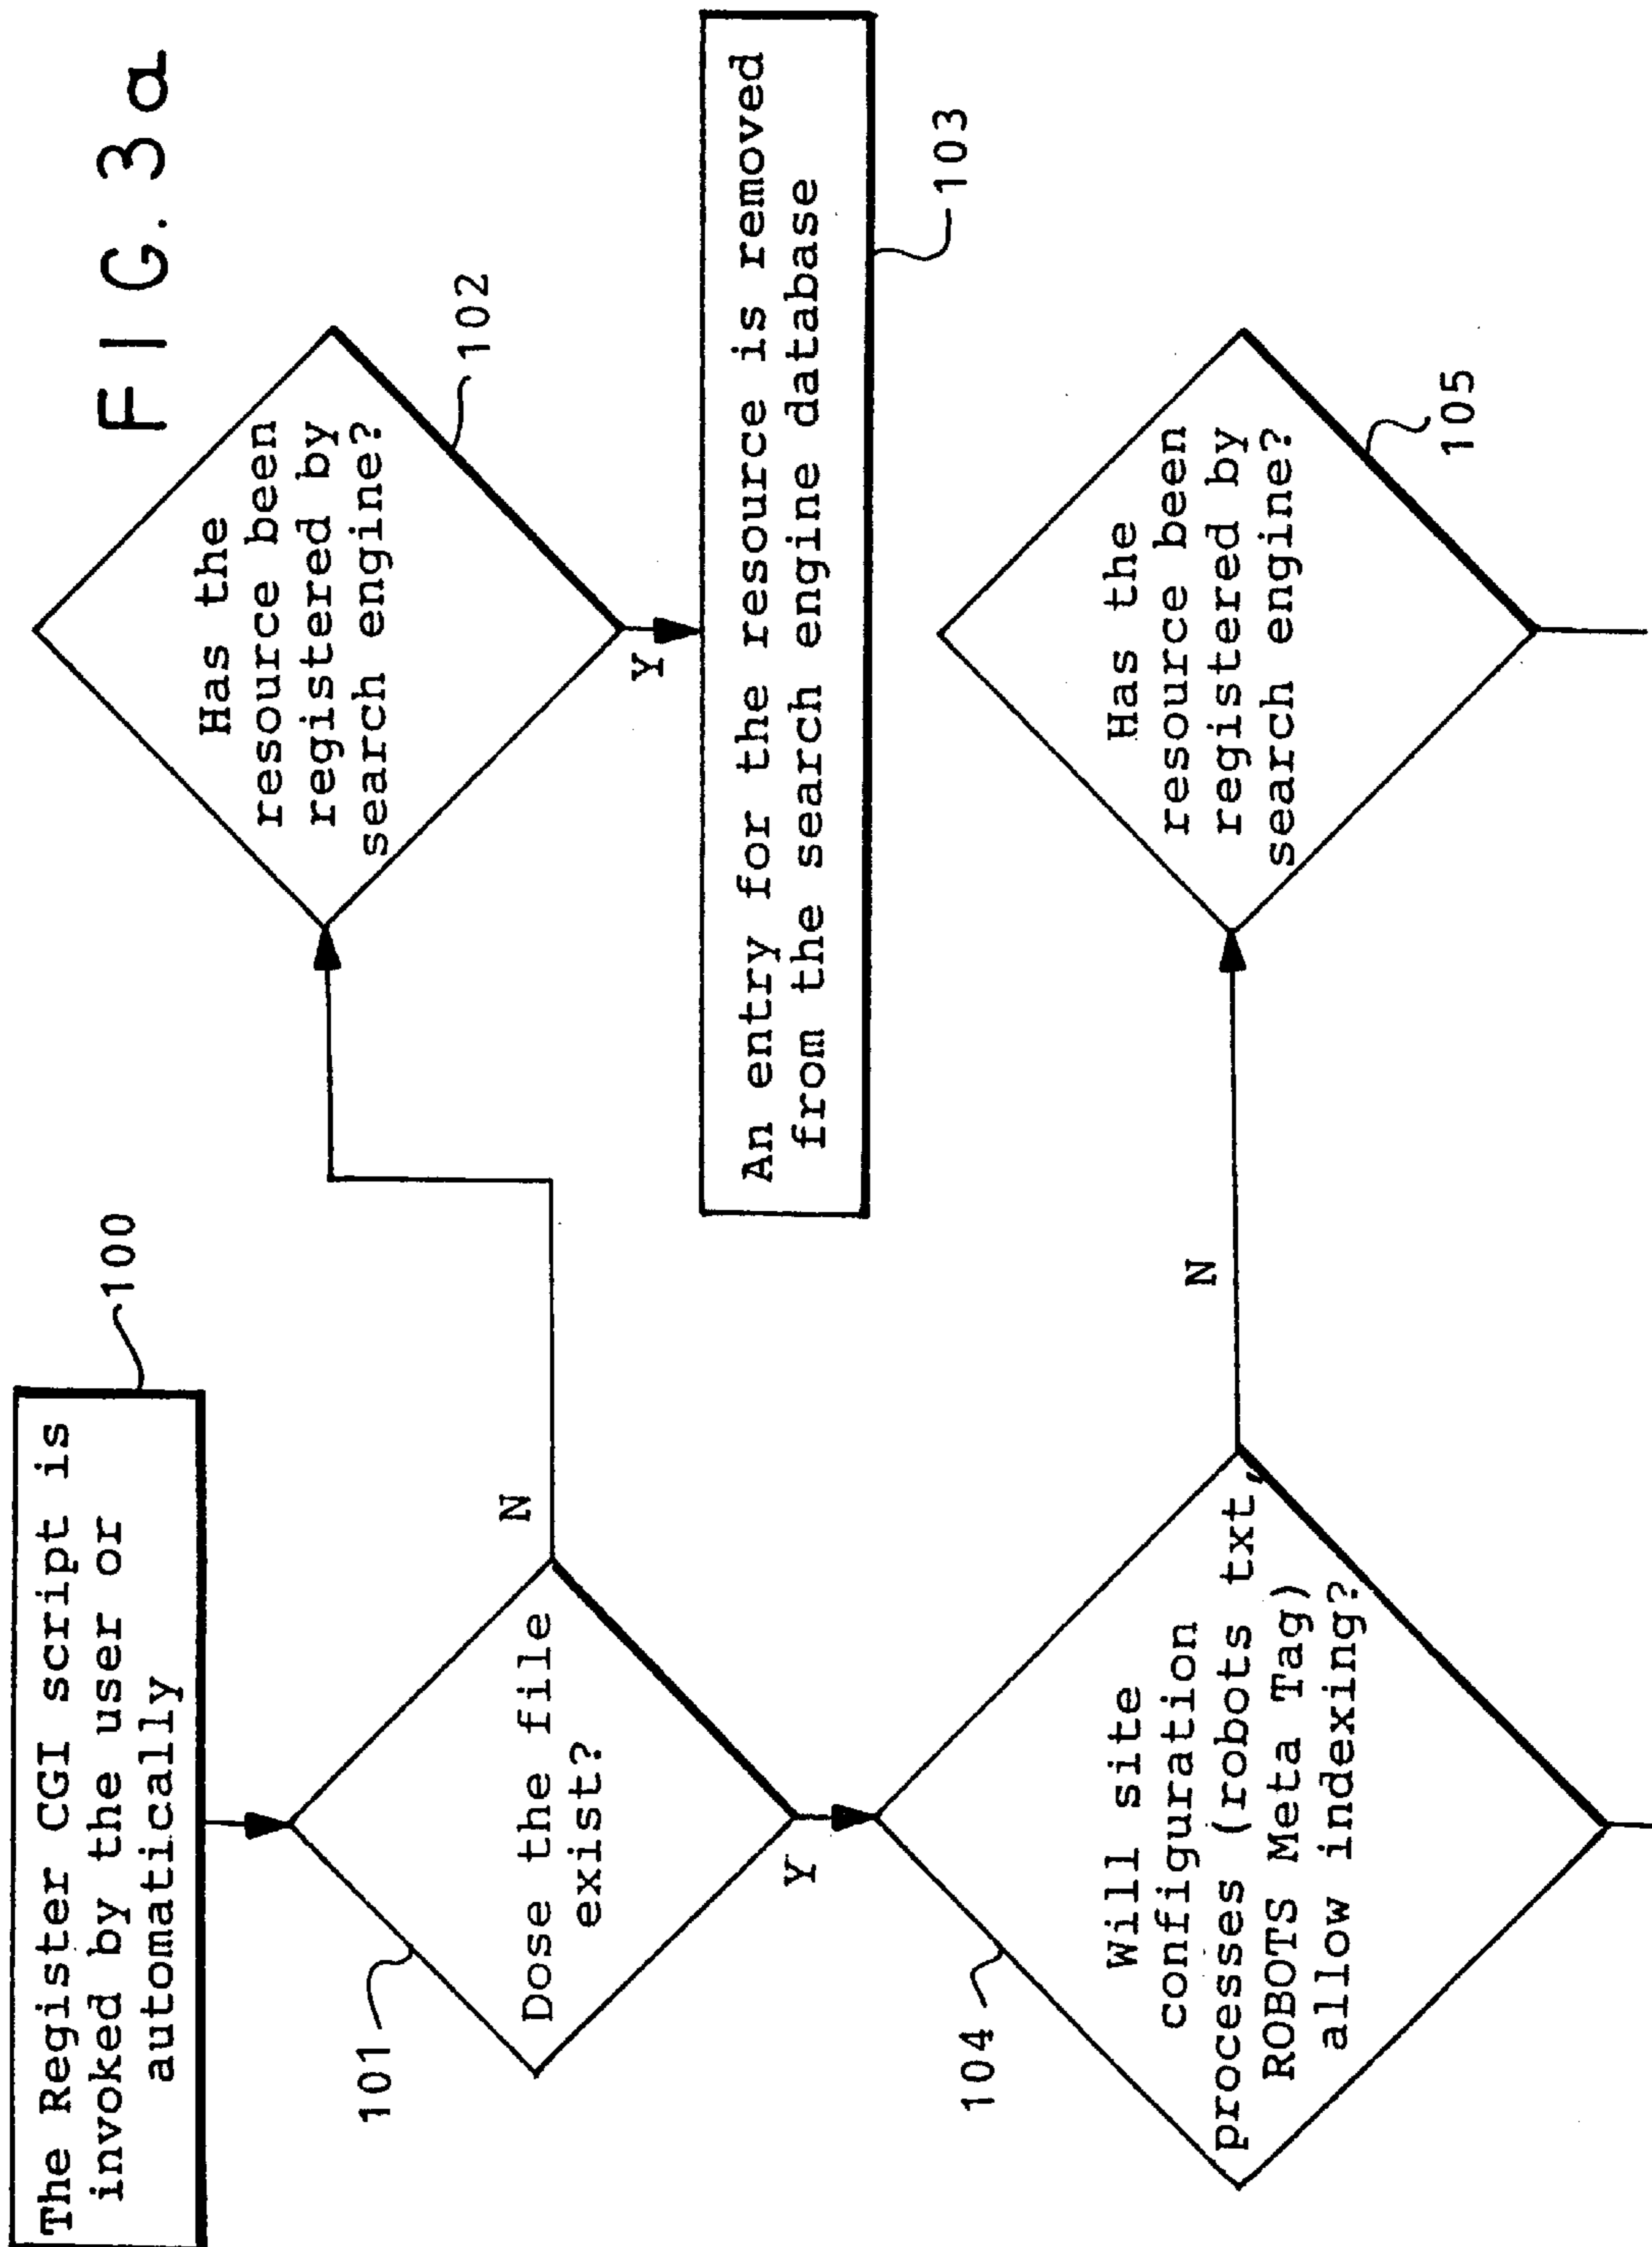 FIG. 3a
The Register CGI script is
invoked by the user or
automatically
100
Dose the file
exist?
101
N
Y
Has the
resource been
registered by
search engine?
102
Y
An entry for the resource is removed
from the search engine database
103
Will site
configuration
processes (robots txt,
ROBOTS Meta Tag)
allow indexing?
104
N
Has the
resource been
registered by
search engine?
105